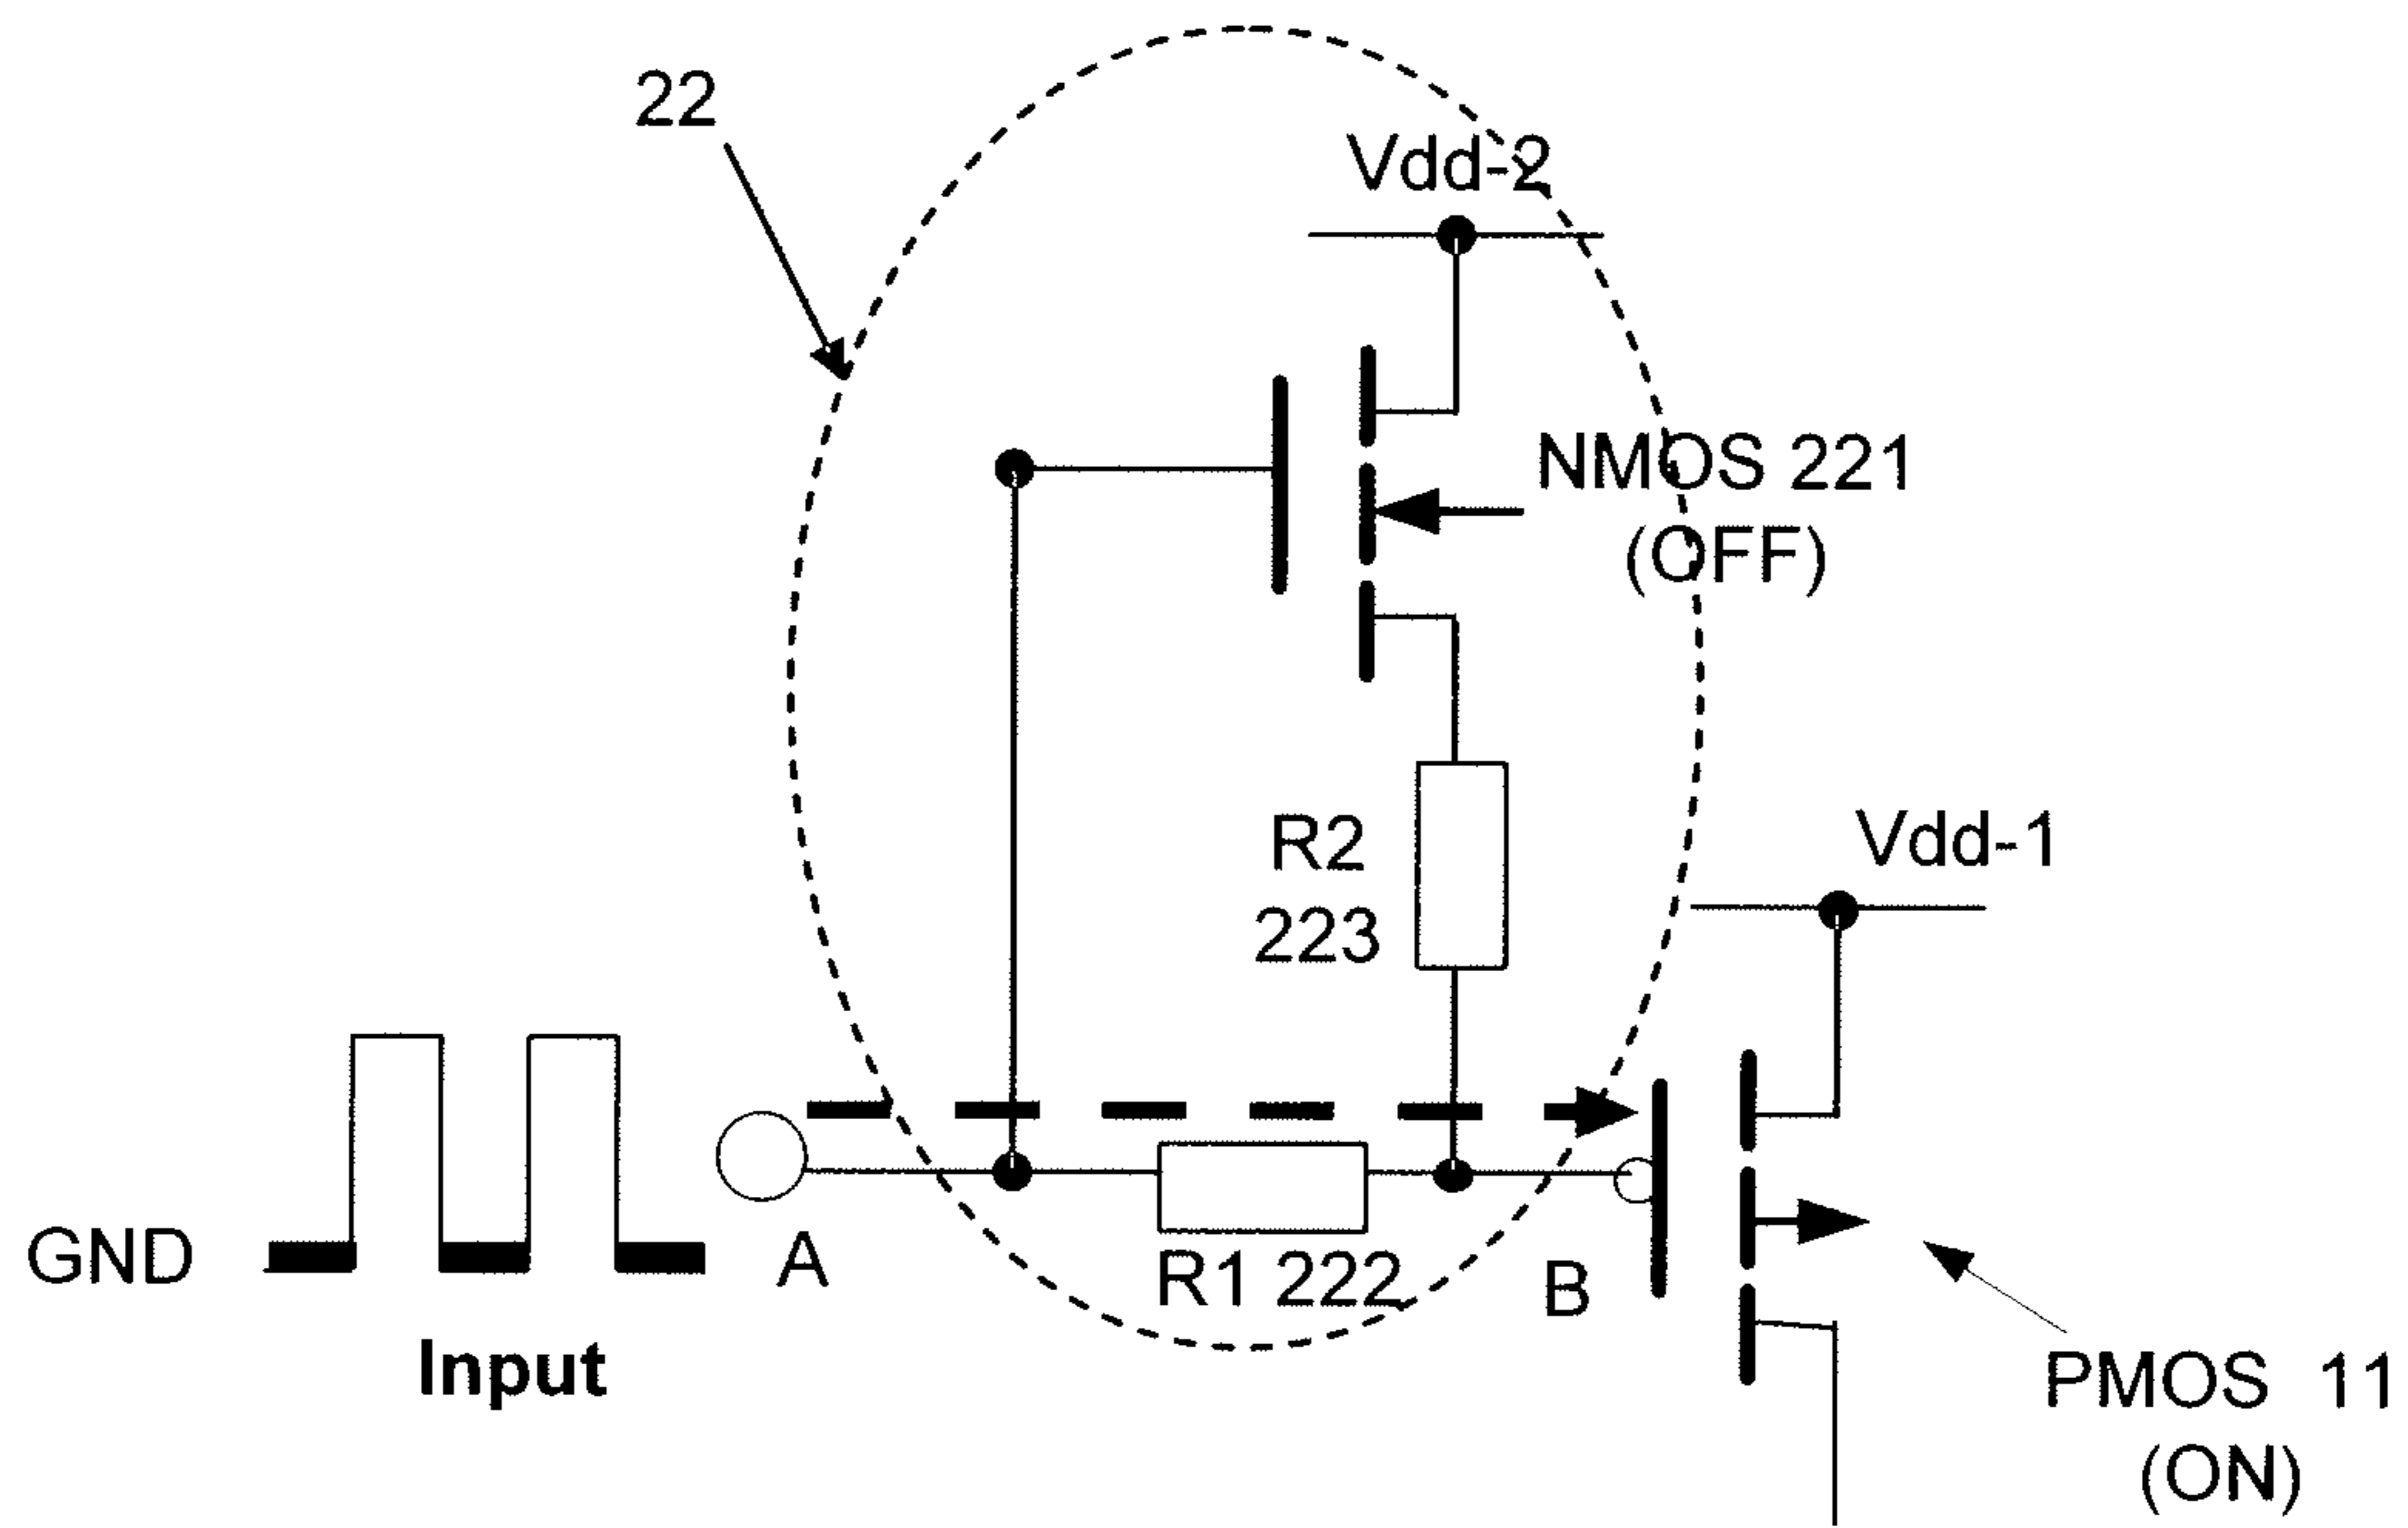 22
Vdd-2
NMOS 221
(OFF)
R2
223
Vdd-1
GND
A
R1 222
B
Input
PMOS 11
(ON)